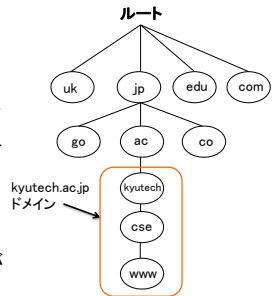 ルート
uk
jp
edu
com
go
ac
co
kyutech.ac.jp
ドメイン
kyutech
cse
www